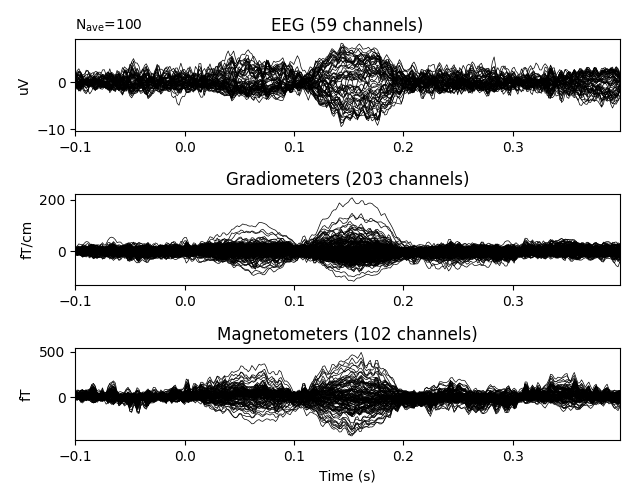 N_ave=100
EEG (59 channels)
uV
0
−10
−0.1 0.0 0.1 0.2 0.3
Gradiometers (203 channels)
fT/cm
200
0
−0.1 0.0 0.1 0.2 0.3
Magnetometers (102 channels)
fT
500
0
−0.1 0.0 0.1 0.2 0.3
Time (s)